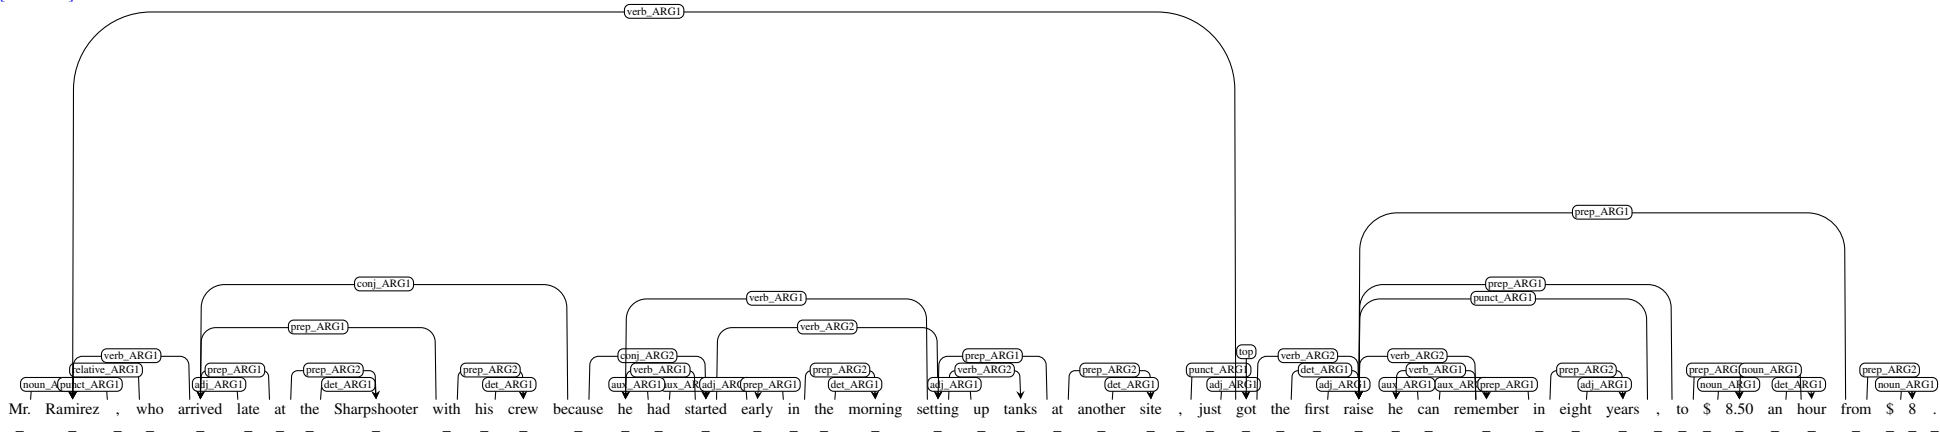 verb_ARG1
prep_ARG1
conj_ARG1 prep_ARG1
verb_ARG1 punct_ARG1
prep_ARG1 verb_ARG2
top
verb_ARG1 conj_ARG2 prep_ARG1 verb_ARG2 verb_ARG2
relative_ARG1 prep_ARG1 prep_ARG2 prep_ARG2 verb_ARG1 prep_ARG2 verb_ARG2 prep_ARG2 punct_ARG1 det_ARG1 verb_ARG1 prep_ARG2 noun_ARG1 prep_ARG2
punct_ARG1 adj_ARG1 det_ARG1 det_ARG1 aux_ARG1 prep_ARG1 det_ARG1 adj_ARG1 det_ARG1 adj_ARG1 adj_ARG1 aux_ARG1 prep_ARG1 adj_ARG1 noun_ARG1 det_ARG1 noun_ARG1
Mr. Ramirez , who arrived late at the Sharpshooter with his crew because he had started early in the morning setting up tanks at another site , just got the first raise he can remember in eight years , to $ 8.50 an hour from $ 8 .